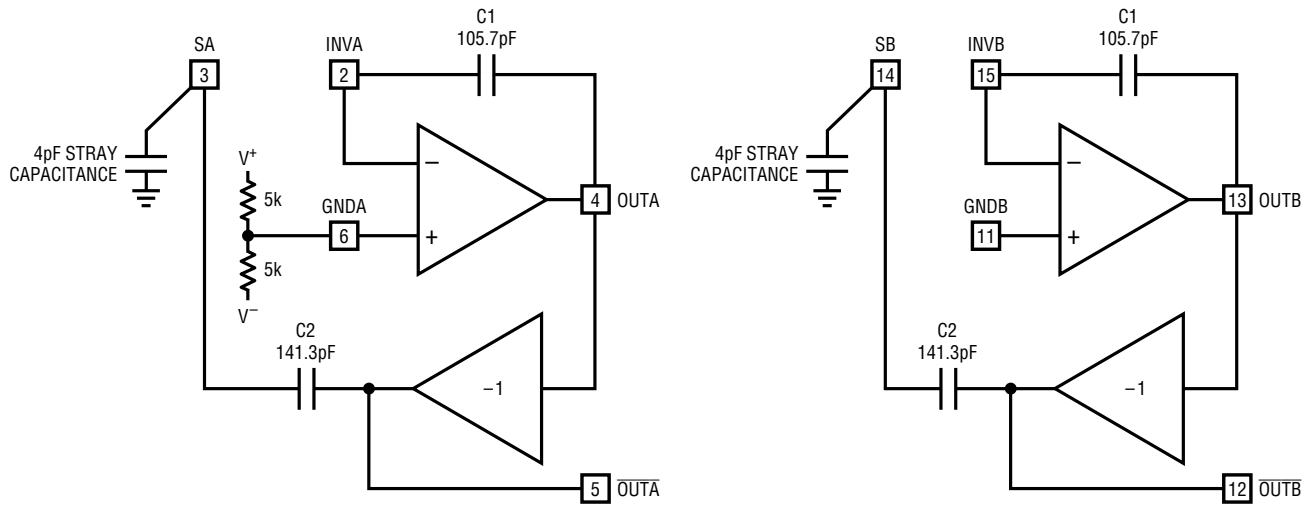 C1
105.7pF
SA
3
INVA
2
4pF STRAY
CAPACITANCE
V+
5k
GNDA
6
5k
V−
−
+
4
OUTA
C2
141.3pF
−1
5
OUTA
C1
105.7pF
SB
14
INVB
15
4pF STRAY
CAPACITANCE
GNDB
11
−
+
13
OUTB
C2
141.3pF
−1
12
OUTB